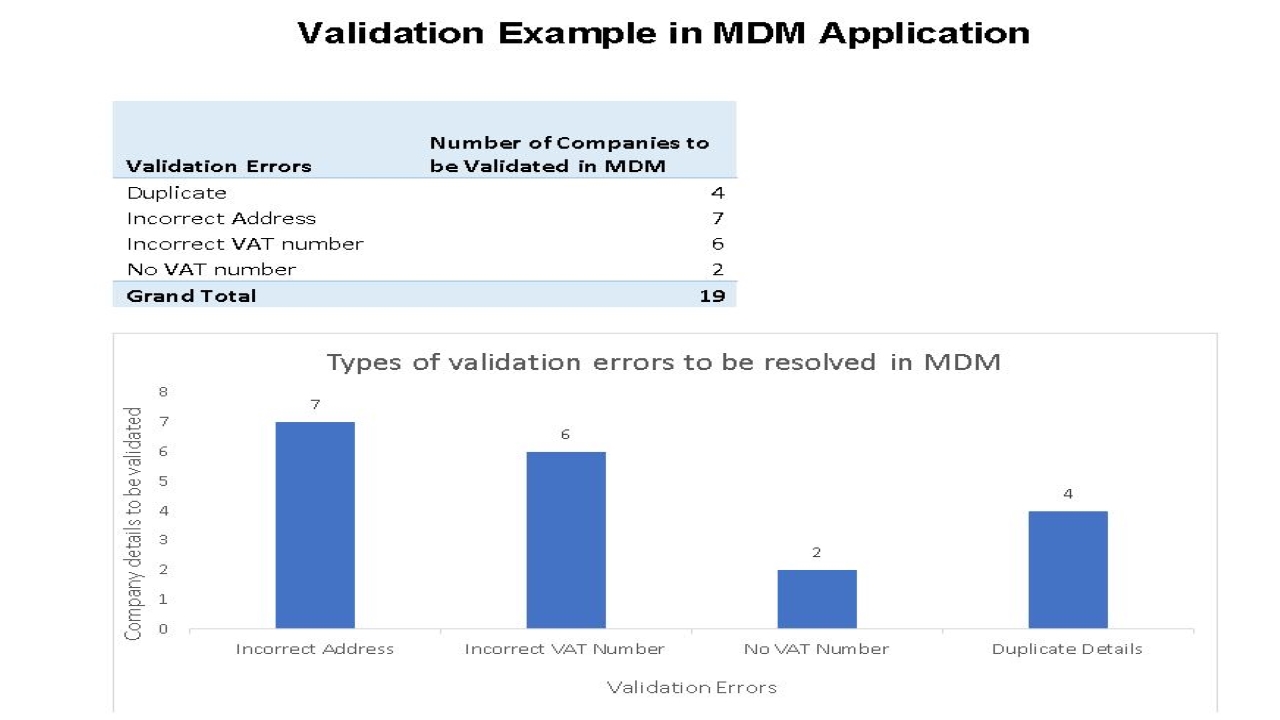 Validation Example in MDM Application
Number of Companies to
Validation Errors be Validated in MDM
Duplicate 4
Incorrect Address 7
Incorrect VAT number 6
No VAT number 2
Grand Total 19
Types of validation errors to be resolved in MDM
Company details to be validated
8
7
6
5
4
3
2
1
0
7
6
2
4
Incorrect Address Incorrect VAT Number No VAT Number Duplicate Details
Validation Errors